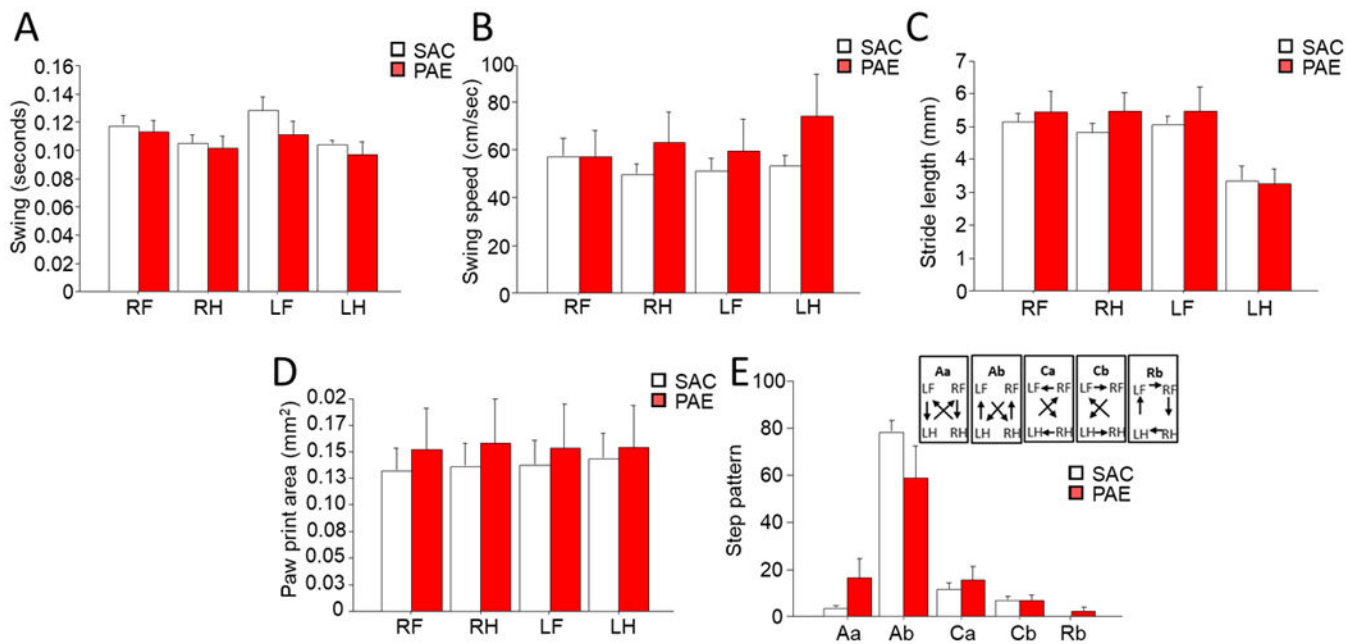 A
SAC
PAE
0.16
0.14
0.12
0.10
0.08
0.06
0.04
0.02
0
Swing (seconds)
RF RH LF LH
B
SAC
PAE
100
80
60
40
20
0
Swing speed (cm/sec)
RF RH LF LH
C
SAC
PAE
7
6
5
4
3
2
1
0
Stride length (mm)
RF RH LF LH
D
SAC
PAE
0.20
0.17
0.15
0.13
0.10
0.08
0.05
0.03
0
Paw print area (mm²)
RF RH LF LH
E
Aa Ab Ca Cb Rb
LF RF LF RF LF RF LF RF LF RF
LH RH LH RH LH RH LH RH LH RH
SAC
PAE
100
80
60
40
20
0
Step pattern
Aa Ab Ca Cb Rb